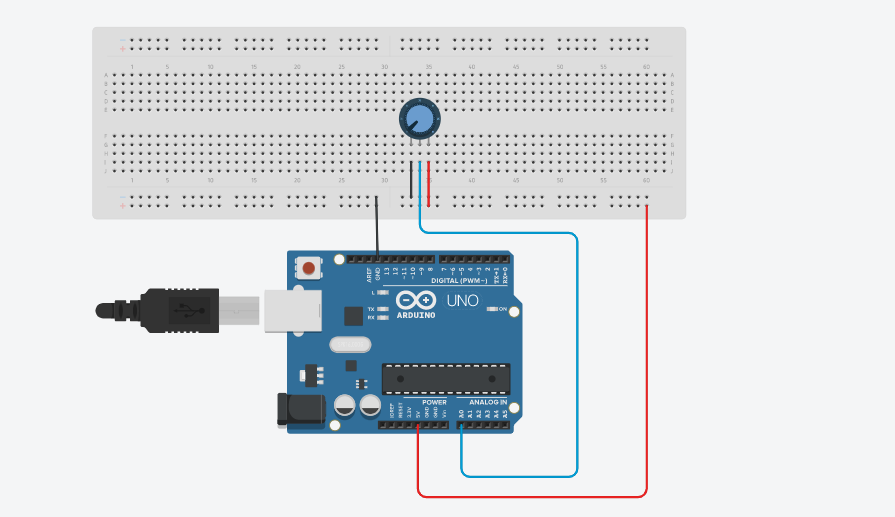 1 5 10 15 20 25 30 35 40 45 50 55 60
A A
B B
C C
D D
E E
F F
G G
H H
I I
J J
1 5 10 15 20 25 30 35 40 45 50 55 60
AREF
GND
13
12
~11
~10
~9
8
7
~6
~5
4
~3
2
TX→1
RX←0
DIGITAL (PWM~)
L
TX
RX
UNO
ARDUINO
ON
POWER
ANALOG IN
IOREF
RESET
3.3V
5V
GND
GND
Vin
A0
A1
A2
A3
A4
A5